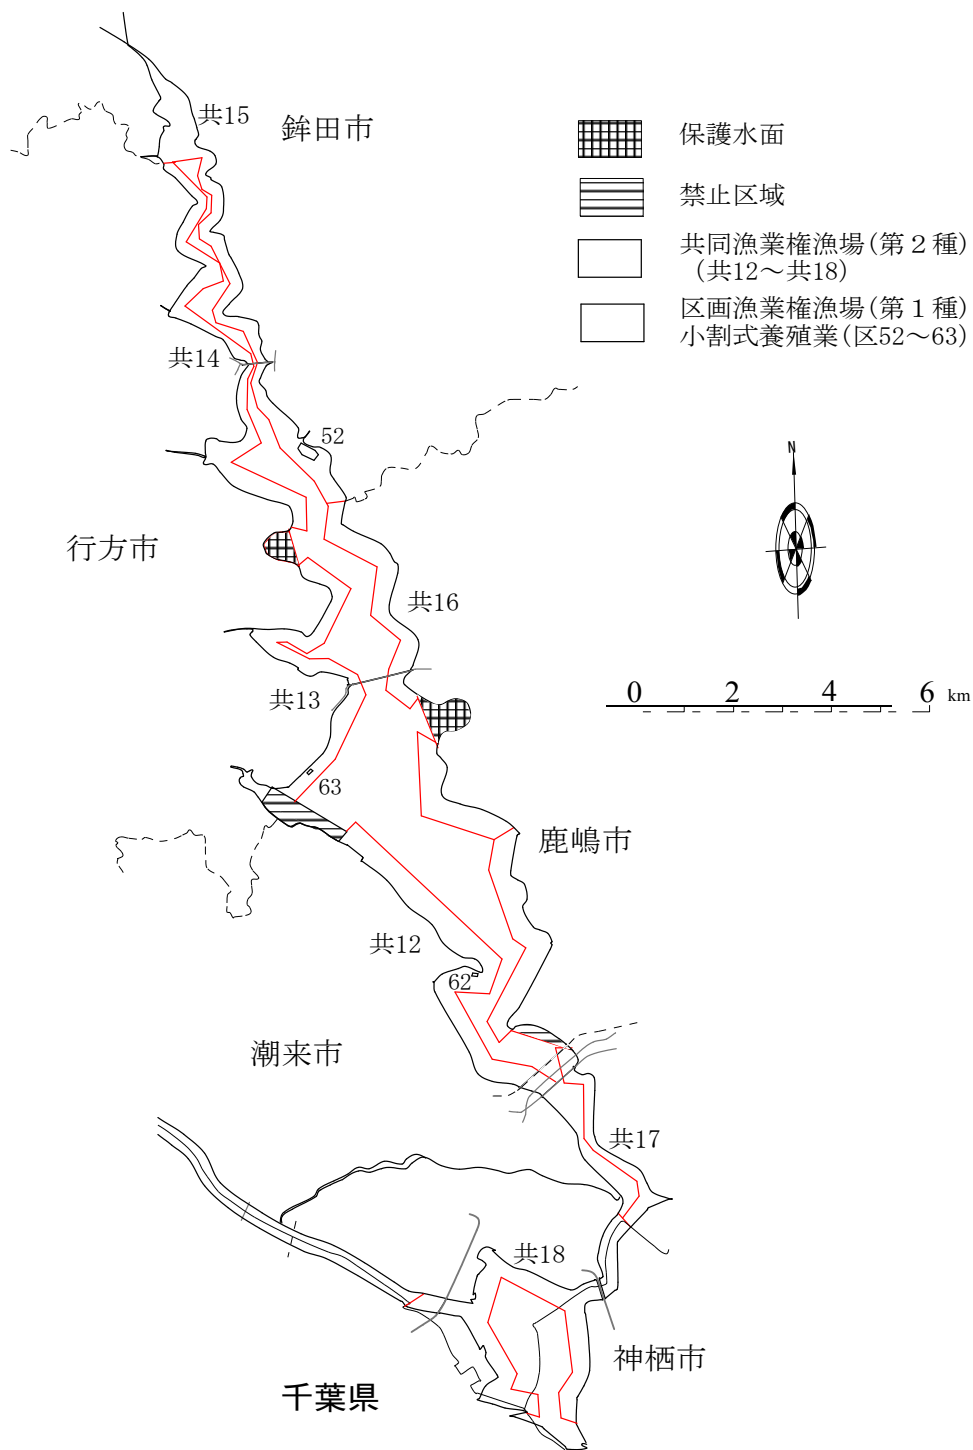 共15
鉾田市
保護水面
禁止区域
共同漁業権漁場(第２種)
(共12～共18)
区画漁業権漁場(第１種)
小割式養殖業(区52～63)
共14
52
N
行方市
共16
共13
0 2 4 6 km
63
鹿嶋市
共12
62
潮来市
共17
共18
神栖市
千葉県